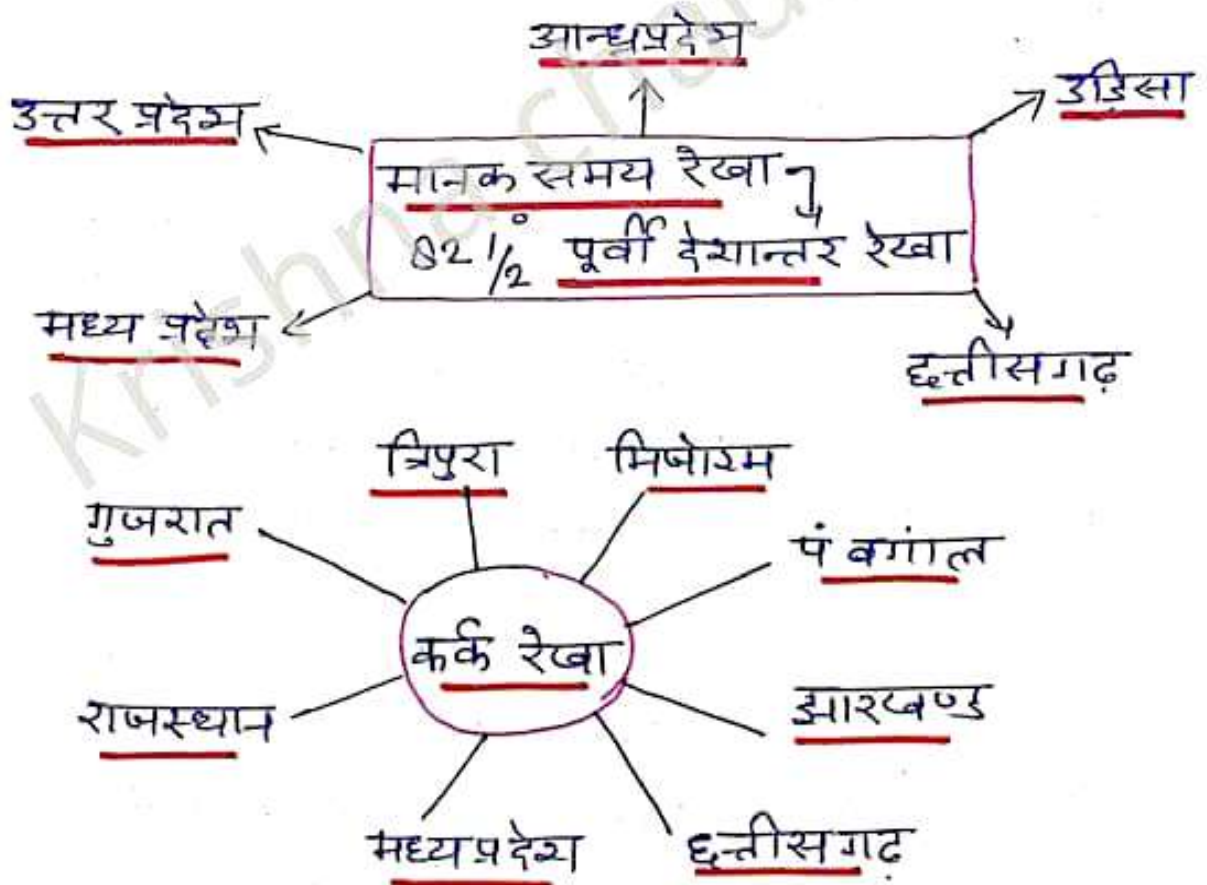 आन्ध्रप्रदेश
उत्तर प्रदेश
उड़िसा
मानक समय रेखा
82 1/2° पूर्वी देशान्तर रेखा
मध्य प्रदेश
छत्तीसगढ़
त्रिपुरा
मिजोरम
गुजरात
पं बगांल
कर्क रेखा
राजस्थान
झारखण्ड
मध्यप्रदेश
छत्तीसगढ़